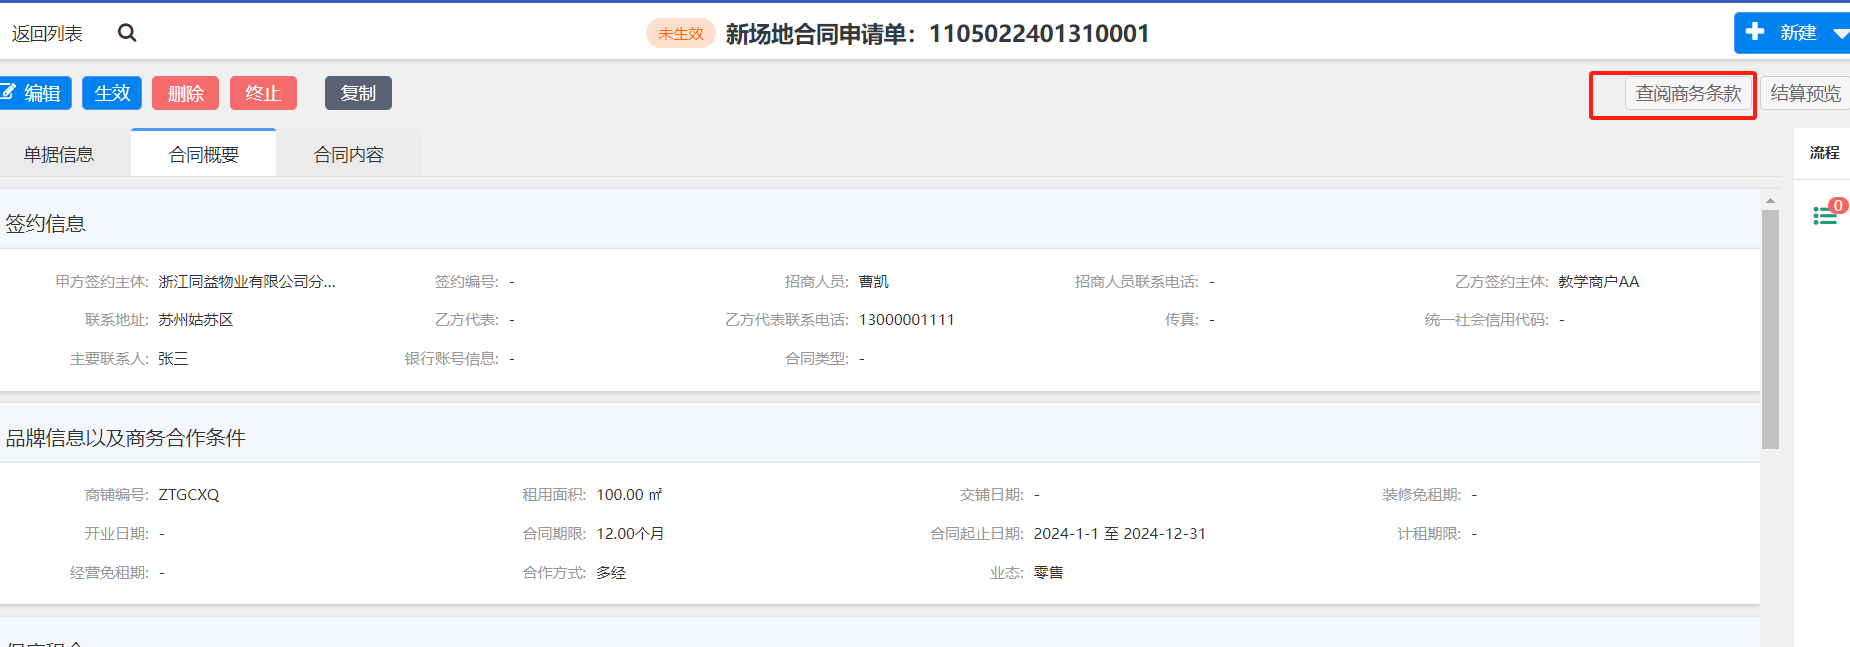 返回列表
未生效 新场地合同申请单：1105022401310001
新建
编辑 生效 删除 终止 复制
查阅商务条款 结算预览
单据信息 合同概要 合同内容
流程
0
签约信息
甲方签约主体: 浙江同益物业有限公司分... 签约编号: - 招商人员: 曹凯 招商人员联系电话: - 乙方签约主体: 教学商户AA
联系地址: 苏州姑苏区 乙方代表: - 乙方代表联系电话: 13000001111 传真: - 统一社会信用代码: -
主要联系人: 张三 银行账号信息: - 合同类型: -
品牌信息以及商务合作条件
商铺编号: ZTGCXQ 租用面积: 100.00 ㎡ 交铺日期: - 装修免租期: -
开业日期: - 合同期限: 12.00个月 合同起止日期: 2024-1-1 至 2024-12-31 计租期限: -
经营免租期: - 合作方式: 多经 业态: 零售